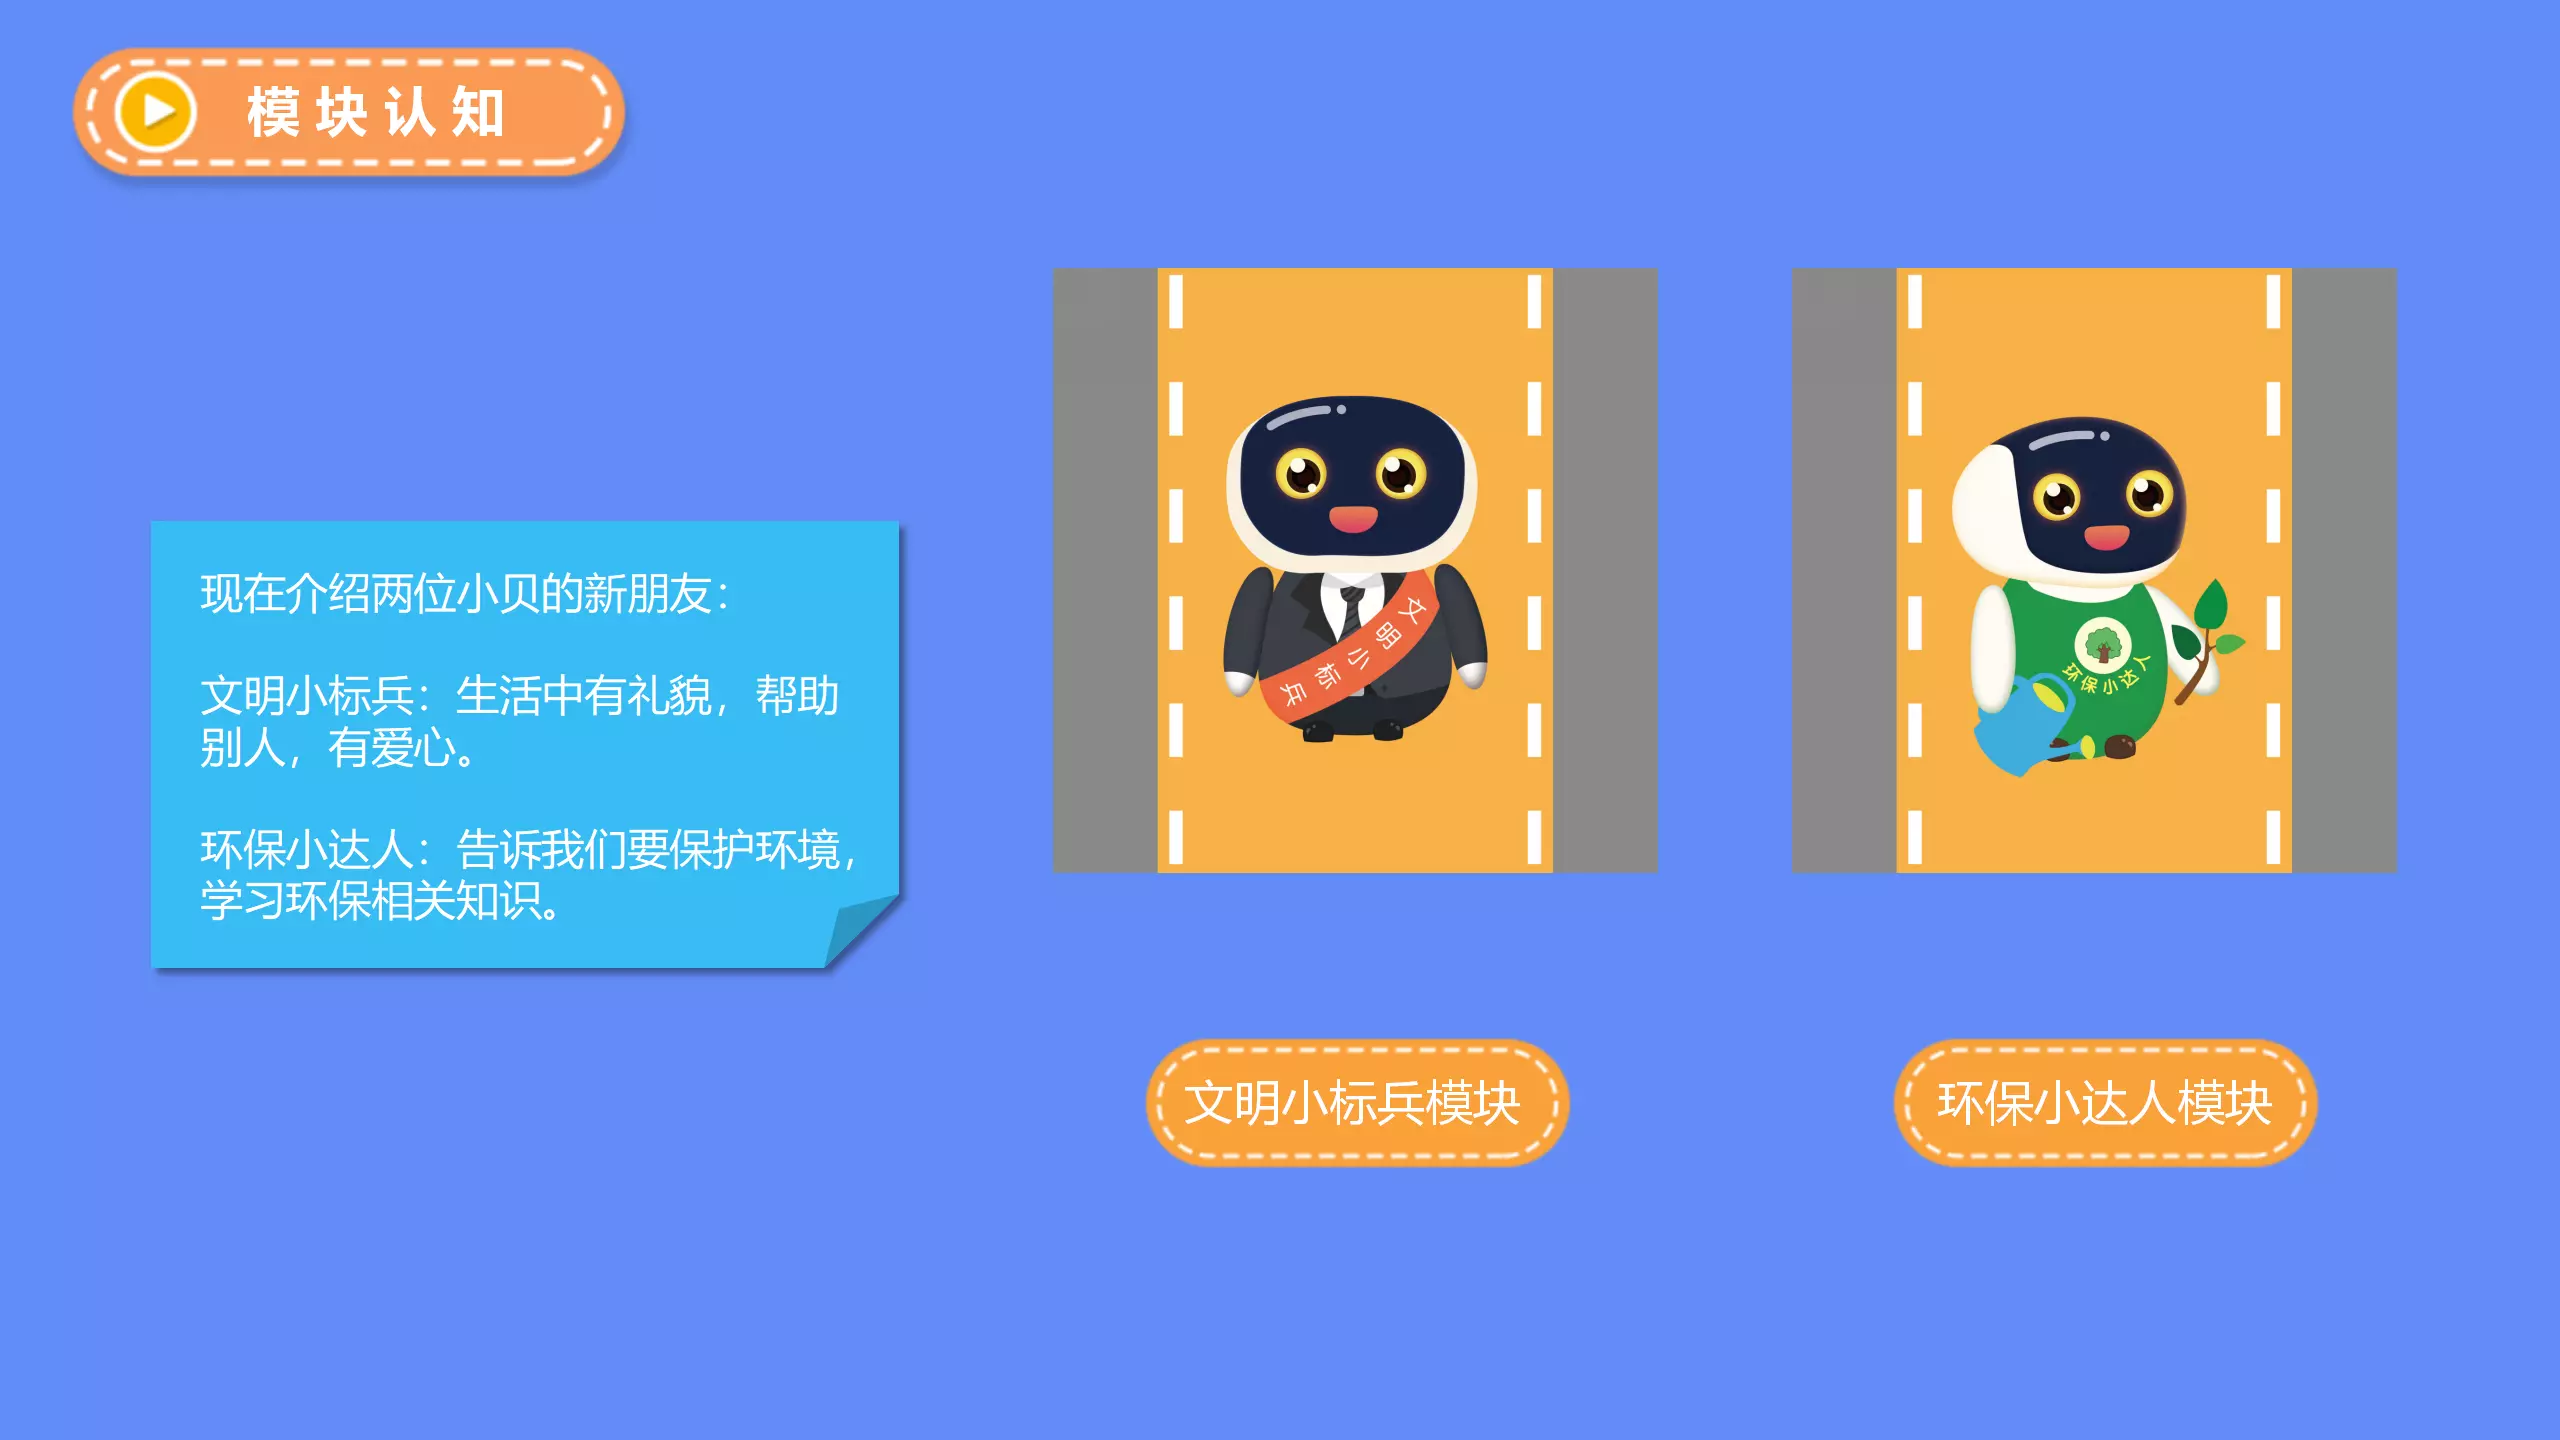 模块认知
现在介绍两位小贝的新朋友：
文明小标兵：生活中有礼貌，帮助
别人，有爱心。
环保小达人：告诉我们要保护环境，
学习环保相关知识。
文明小标兵
环保小达人
文明小标兵模块
环保小达人模块